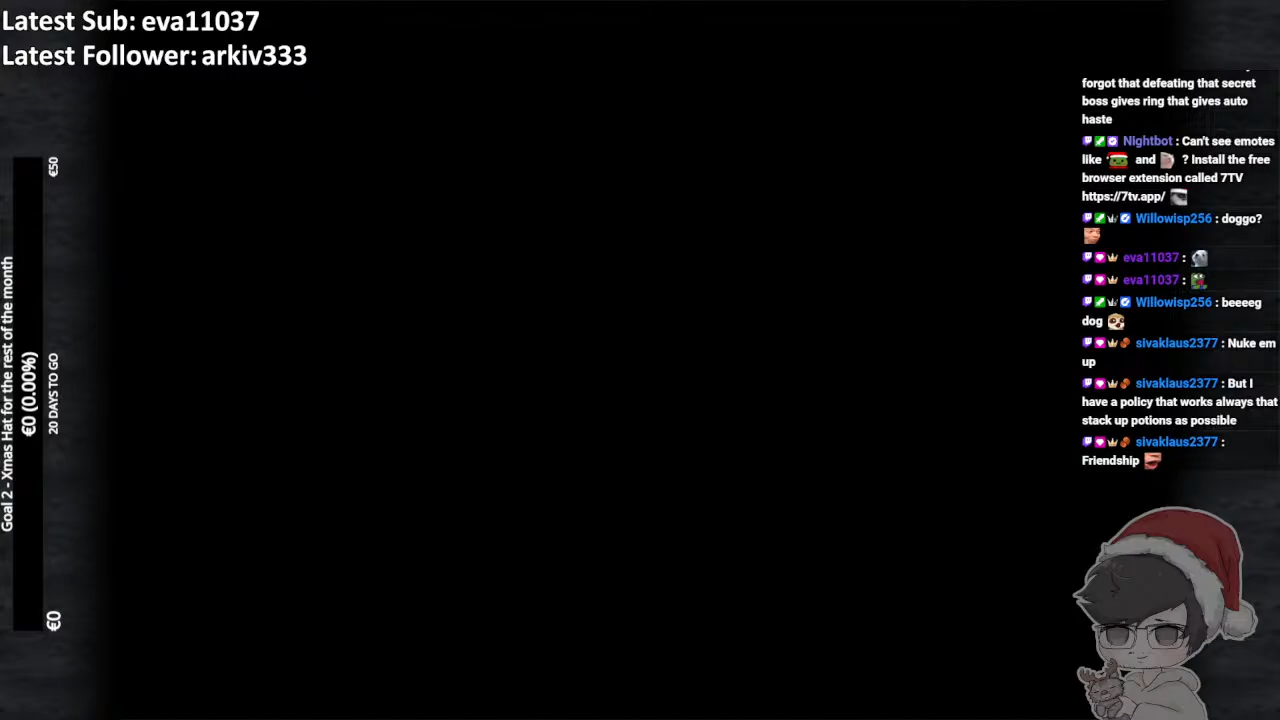 Latest Sub: eva11037
Latest Follower: arkiv333
€50
Goal 2 - Xmas Hat for the rest of the month
€0 (0.00%)
20 DAYS TO GO
€0
forgot that defeating that secret
boss gives ring that gives auto
haste
Nightbot : Can't see emotes
like and ? Install the free
browser extension called 7TV
https://7tv.app/
Willowisp256 : doggo?
eva11037 :
eva11037 :
Willowisp256 : beeeeg
dog
sivaklaus2377 : Nuke em
up
sivaklaus2377 : But I
have a policy that works always that
stack up potions as possible
sivaklaus2377 :
Friendship